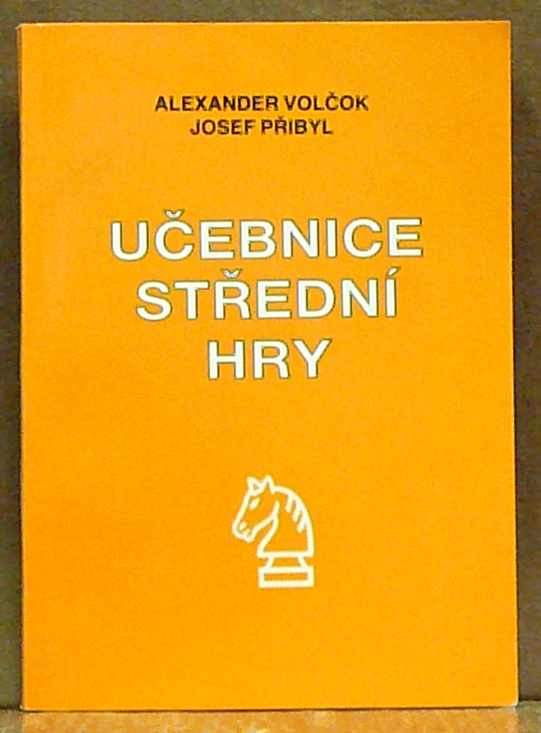 ALEXANDER VOLČOK
JOSEF PŘIBYL
UČEBNICE
STŘEDNÍ
HRY